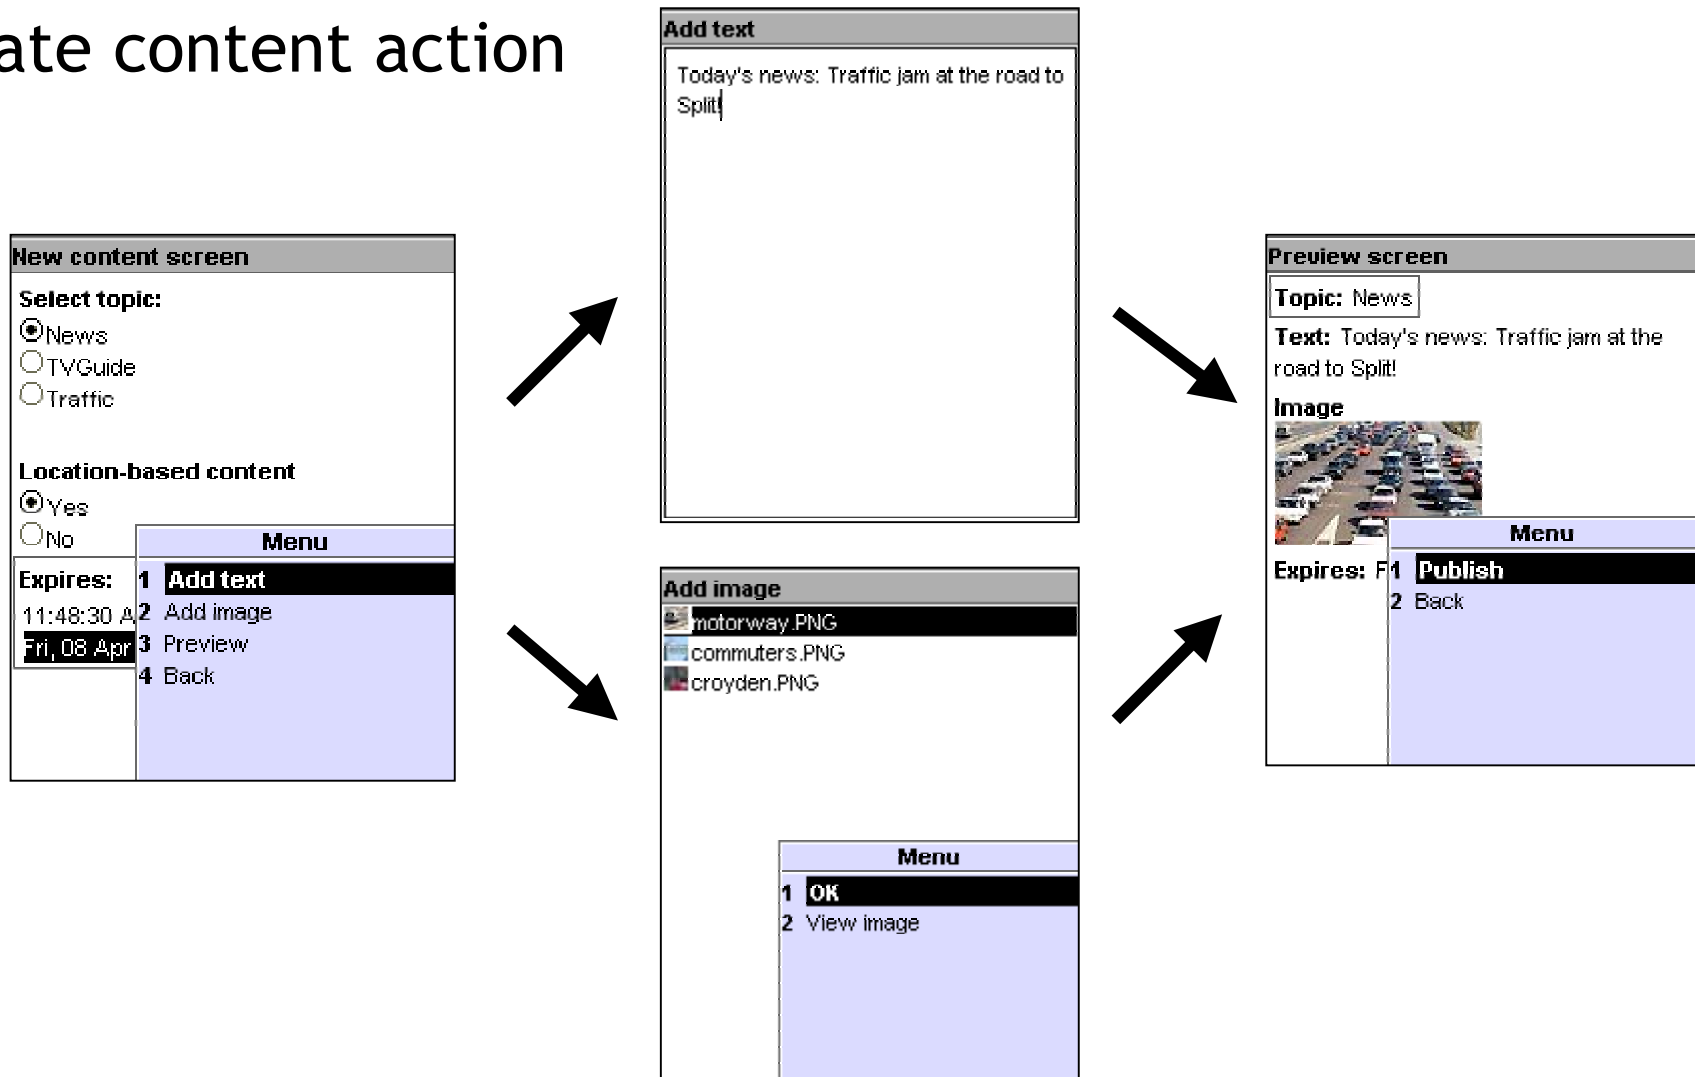 ate content action
New content screen
Select topic:
News
TVGuide
Traffic
Location-based content
Yes
No
Expires:
11:48:30 A
Fri, 08 Apr
Menu
1 Add text
2 Add image
3 Preview
4 Back
Add text
Today's news: Traffic jam at the road to
Split!
Add image
motorway.PNG
commuters.PNG
croyden.PNG
Menu
1 OK
2 View image
Preview screen
Topic: News
Text: Today's news: Traffic jam at the
road to Split!
Image
Expires: F
Menu
1 Publish
2 Back